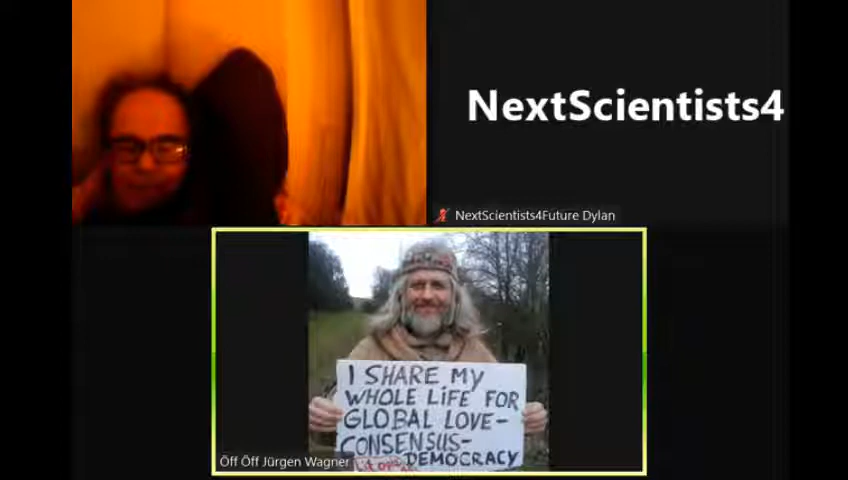 NextScientists4
NextScientists4Future Dylan
I SHARE MY
WHOLE LIFE FOR
GLOBAL LOVE-
CONSENSUS-
DEMOCRACY
Öff Öff Jürgen Wagner